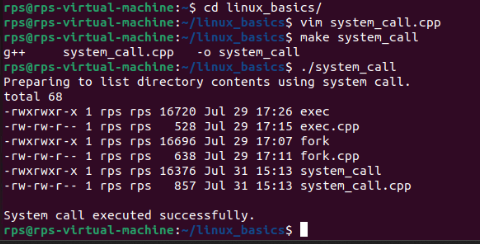 rps@rps-virtual-machine:~$ cd linux_basics/
rps@rps-virtual-machine:~/linux_basics$ vim system_call.cpp
rps@rps-virtual-machine:~/linux_basics$ make system_call
g++     system_call.cpp   -o system_call
rps@rps-virtual-machine:~/linux_basics$ ./system_call
Preparing to list directory contents using system call.
total 68
-rwxrwxr-x 1 rps rps 16720 Jul 29 17:26 exec
-rw-rw-r-- 1 rps rps   528 Jul 29 17:15 exec.cpp
-rwxrwxr-x 1 rps rps 16696 Jul 29 17:07 fork
-rw-rw-r-- 1 rps rps   638 Jul 29 17:11 fork.cpp
-rwxrwxr-x 1 rps rps 16376 Jul 31 15:13 system_call
-rw-rw-r-- 1 rps rps   857 Jul 31 15:13 system_call.cpp
System call executed successfully.
rps@rps-virtual-machine:~/linux_basics$